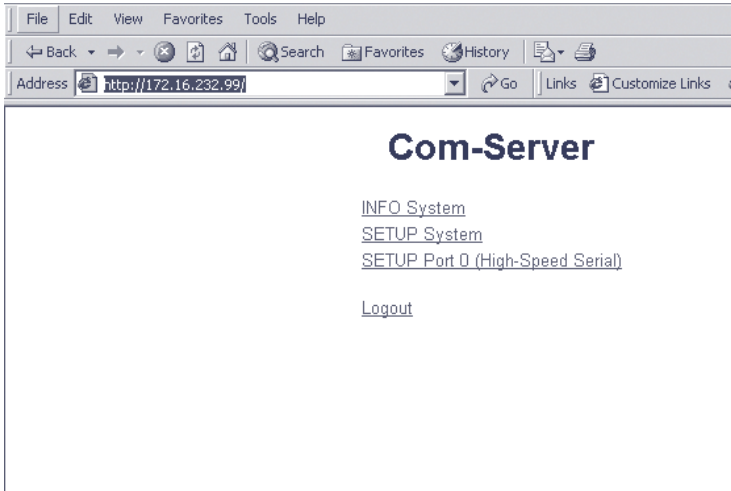 File Edit View Favorites Tools Help
Back Search Favorites History
Address http://172.16.232.99/ Go Links Customize Links
Com-Server
INFO System
SETUP System
SETUP Port 0 (High-Speed Serial)
Logout